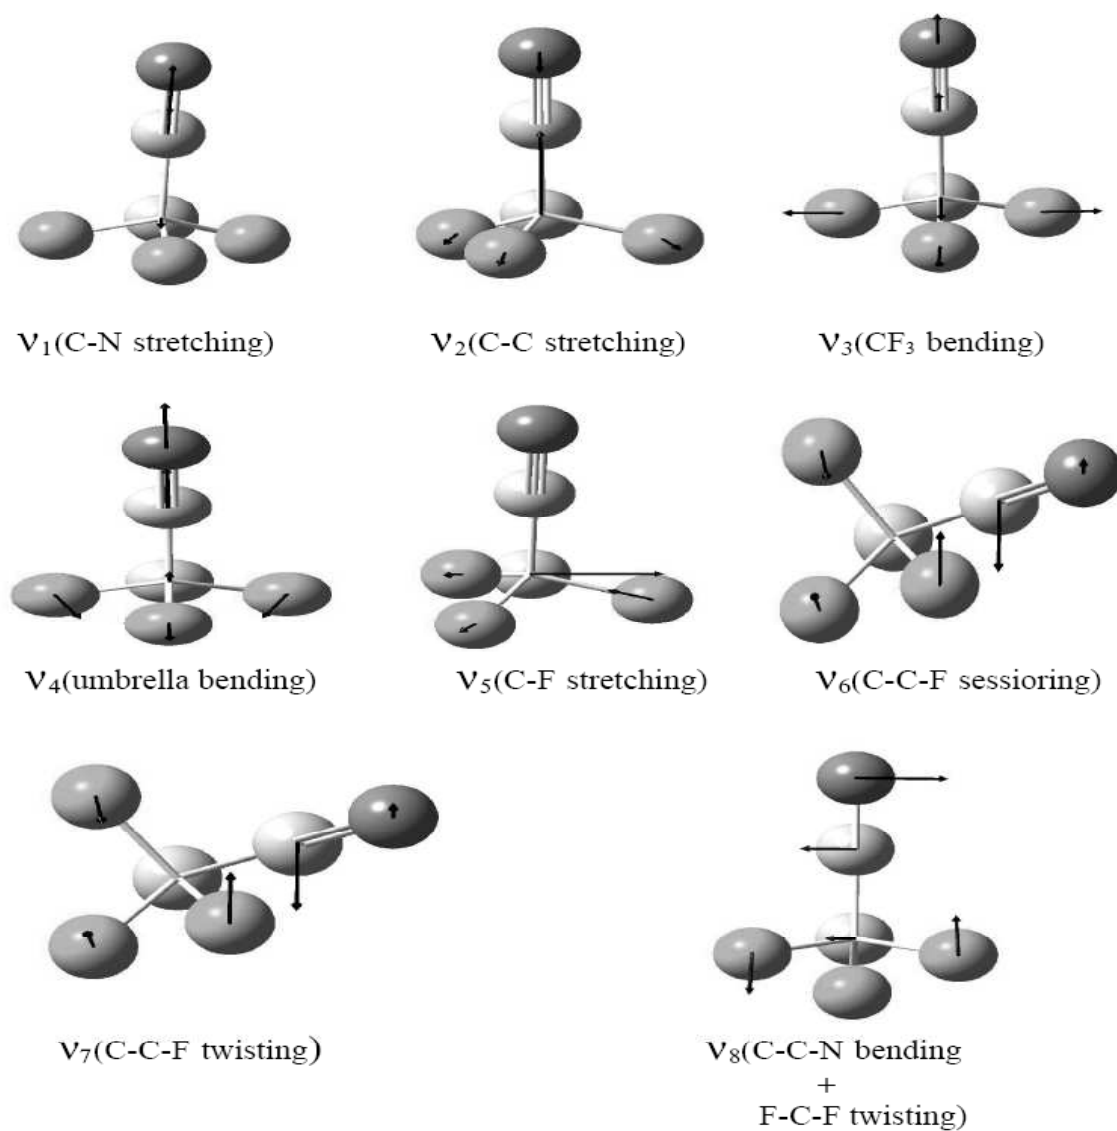 ν₁(C-N stretching)
ν₂(C-C stretching)
ν₃(CF₃ bending)
ν₄(umbrella bending)
ν₅(C-F stretching)
ν₆(C-C-F sessioring)
ν₇(C-C-F twisting)
ν₈(C-C-N bending
+
F-C-F twisting)